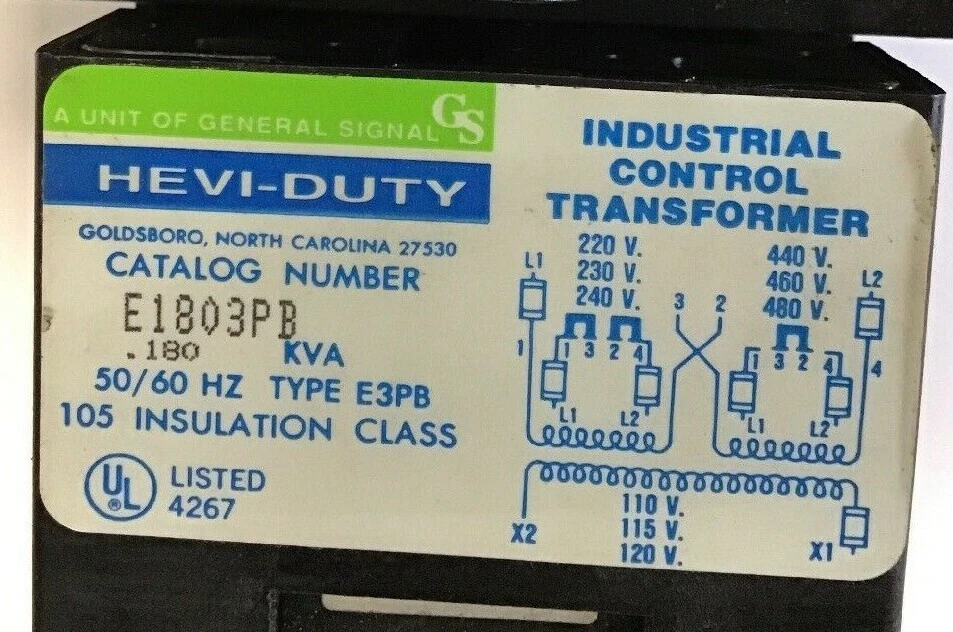 A UNIT OF GENERAL SIGNAL GS
HEVI-DUTY
GOLDSBORO, NORTH CAROLINA 27530
CATALOG NUMBER
E1803PB
.180 KVA
50/60 HZ TYPE E3PB
105 INSULATION CLASS
UL® LISTED
4267
INDUSTRIAL
CONTROL
TRANSFORMER
220 V.
230 V.
240 V.
440 V.
460 V.
480 V.
L1
3 2
L2
1 3 2 4
1 3 2 4
1
4
L1 L2
L1 L2
110 V.
115 V.
120 V.
X2
X1